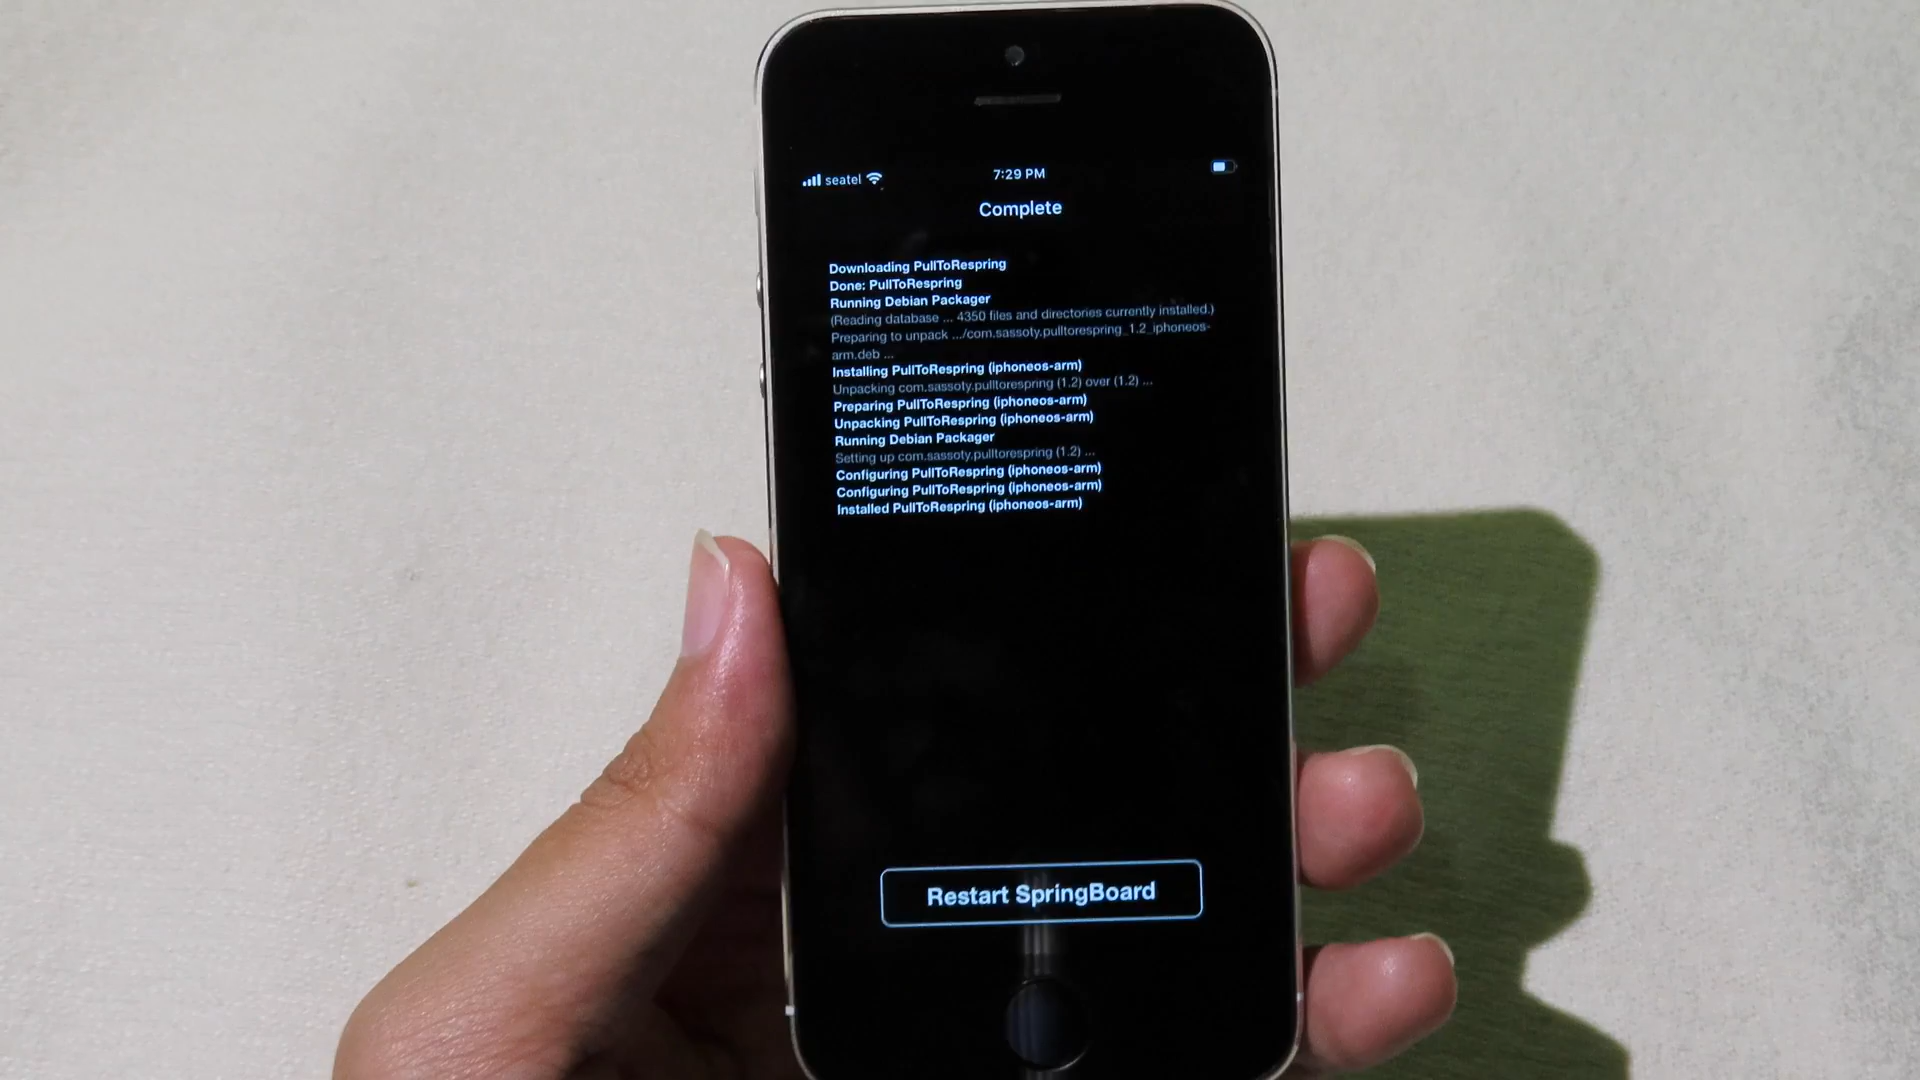 seatel
7:29 PM
Complete
Downloading PullToRespring
Done: PullToRespring
Running Debian Packager
(Reading database ... 4350 files and directories currently installed.)
Preparing to unpack .../com.sassoty.pulltorespring_1.2_iphoneos-
arm.deb ...
Installing PullToRespring (iphoneos-arm)
Unpacking com.sassoty.pulltorespring (1.2) over (1.2) ...
Preparing PullToRespring (iphoneos-arm)
Unpacking PullToRespring (iphoneos-arm)
Running Debian Packager
Setting up com.sassoty.pulltorespring (1.2) ...
Configuring PullToRespring (iphoneos-arm)
Configuring PullToRespring (iphoneos-arm)
Installed PullToRespring (iphoneos-arm)
Restart SpringBoard